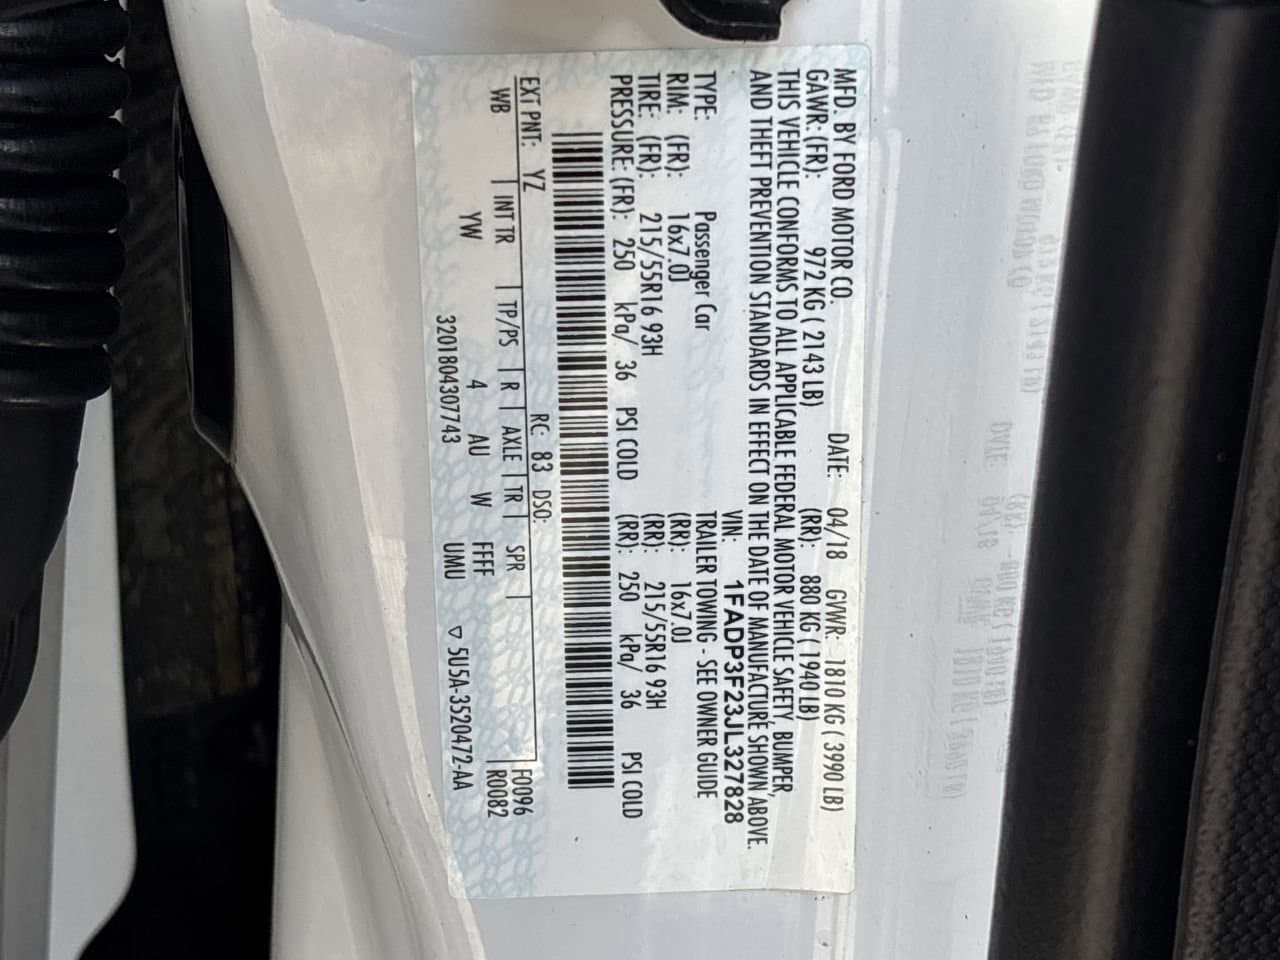 MFD. BY FORD MOTOR CO. DATE: 04/18 GVWR: 1810 KG ( 3990 LB)
GAWR: (FR): 972 KG ( 2143 LB) (RR): 880 KG ( 1940 LB)
THIS VEHICLE CONFORMS TO ALL APPLICABLE FEDERAL MOTOR VEHICLE SAFETY, BUMPER,
AND THEFT PREVENTION STANDARDS IN EFFECT ON THE DATE OF MANUFACTURE SHOWN ABOVE.
VIN: 1FADP3F23JL327828
TYPE: Passenger Car TRAILER TOWING - SEE OWNER GUIDE
RIM: (FR): 16x7.0J (RR): 16x7.0J
TIRE: (FR): 215/55R16 93H (RR): 215/55R16 93H
PRESSURE: (FR): 250 kPa/ 36 PSI COLD (RR): 250 kPa/ 36 PSI COLD
EXT PNT: YZ RC: 83 DSO: F0096
WB INT TR TP/PS R AXLE TR SPR R0082
YW 4 AU W FFFF
3201804307743 UMU ▽ 5U5A-3520472-AA